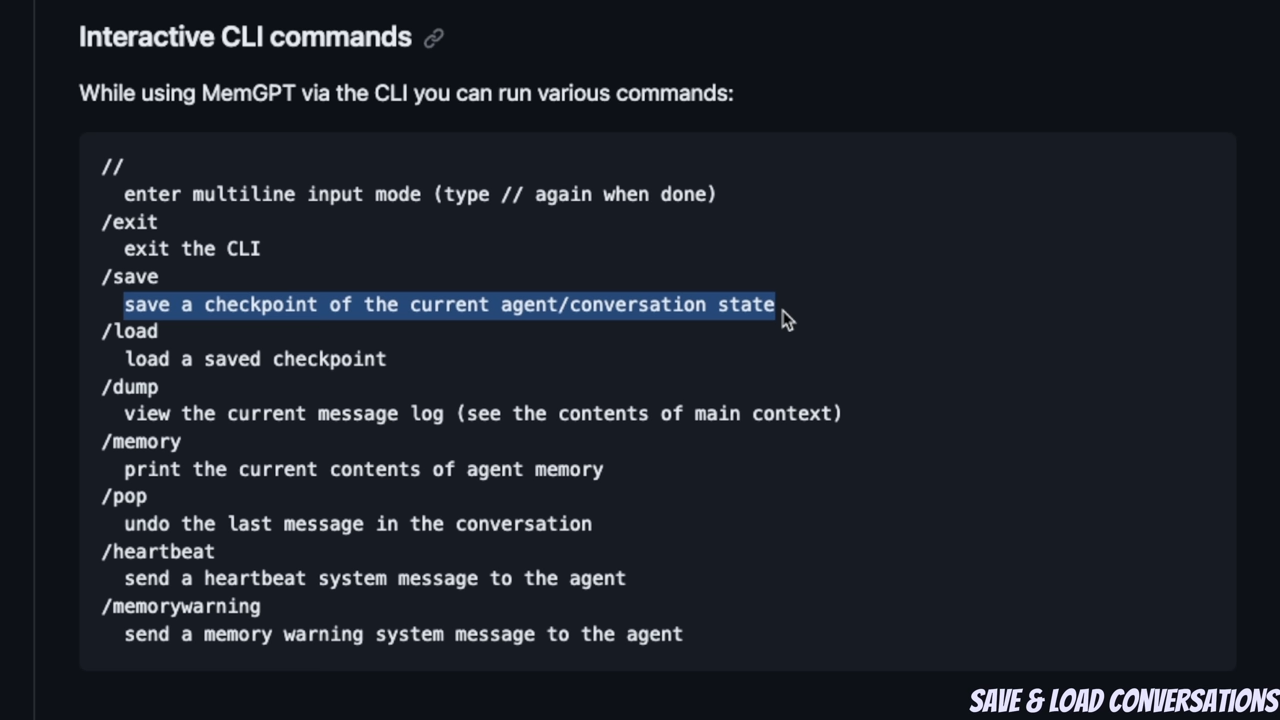 Interactive CLI commands
While using MemGPT via the CLI you can run various commands:
//
enter multiline input mode (type // again when done)
/exit
exit the CLI
/save
save a checkpoint of the current agent/conversation state
/load
load a saved checkpoint
/dump
view the current message log (see the contents of main context)
/memory
print the current contents of agent memory
/pop
undo the last message in the conversation
/heartbeat
send a heartbeat system message to the agent
/memorywarning
send a memory warning system message to the agent
SAVE & LOAD CONVERSATIONS